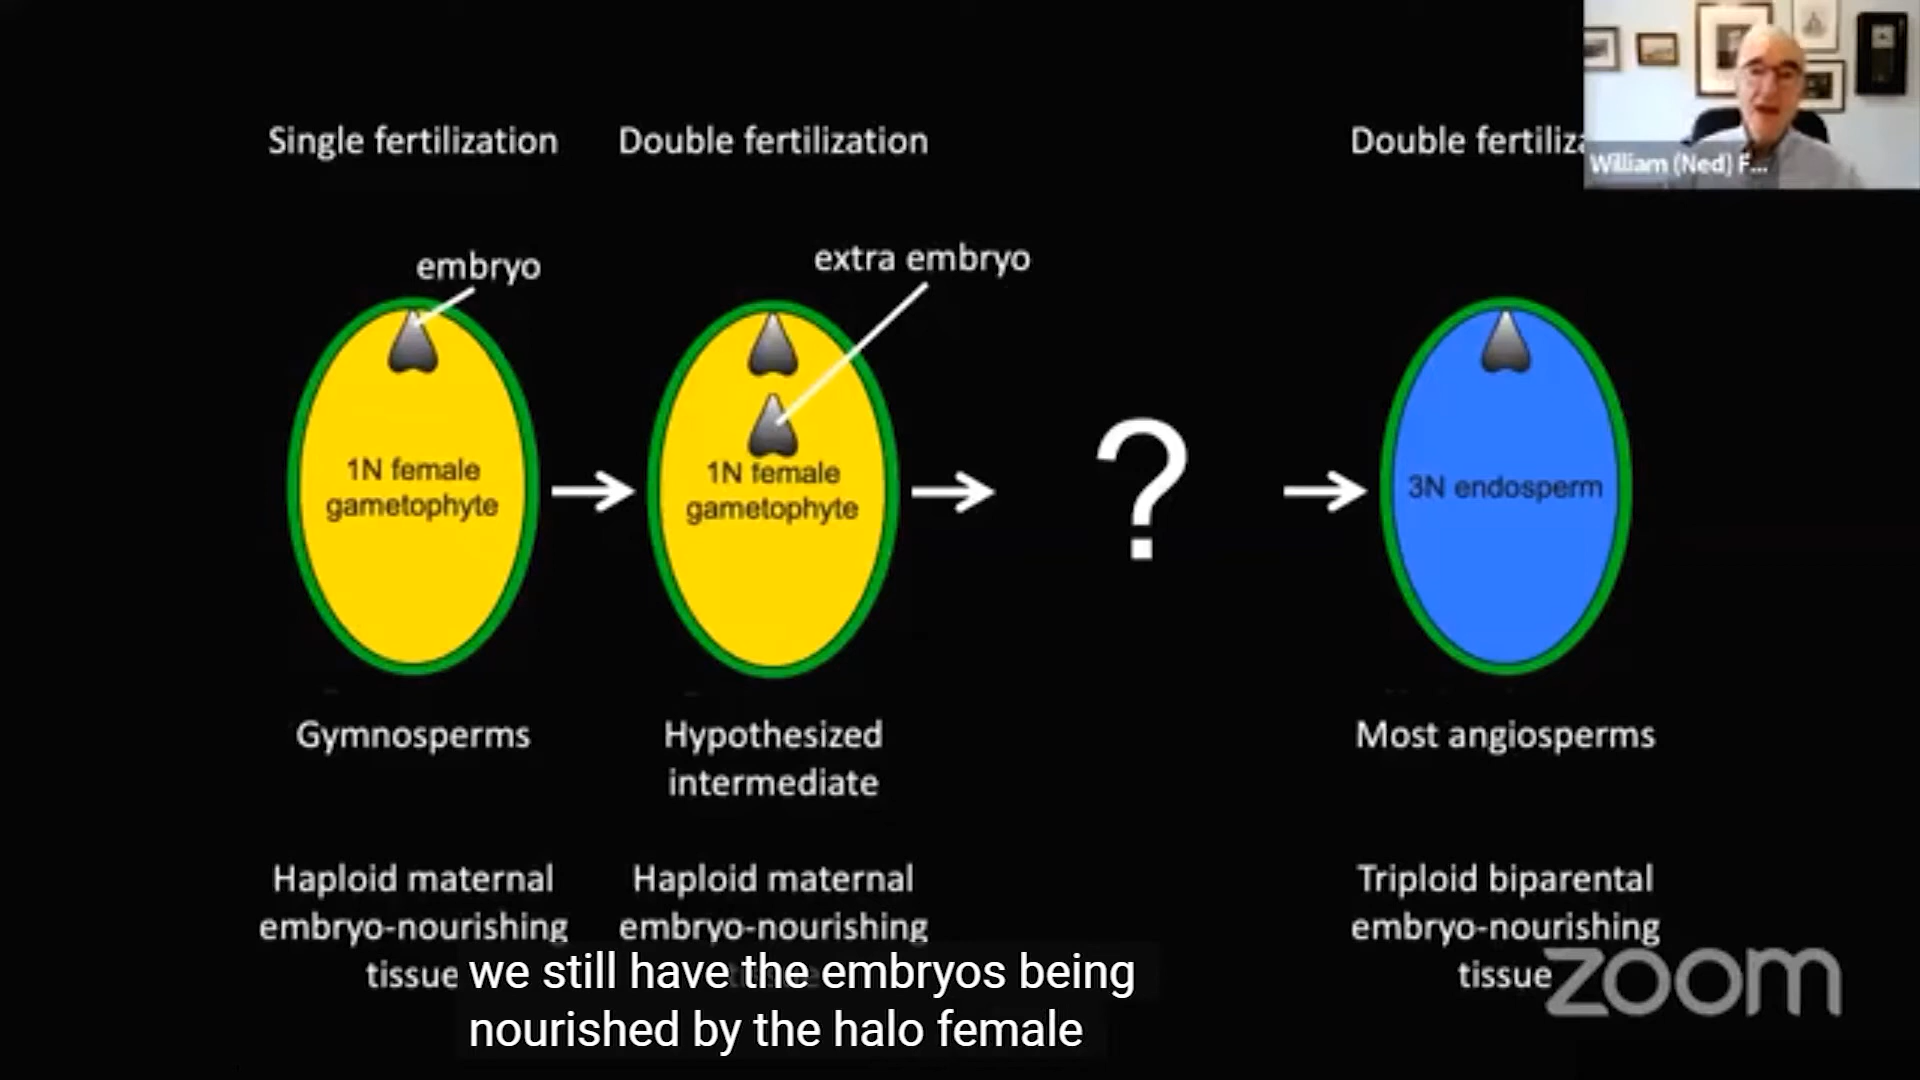 Single fertilization
Double fertilization
Double fertiliza
William (Ned) F...
embryo
extra embryo
1N female
gametophyte
1N female
gametophyte
?
3N endosperm
Gymnosperms
Hypothesized
intermediate
Most angiosperms
Haploid maternal
embryo-nourishing
tissue
Haploid maternal
embryo-nourishing
Triploid biparental
embryo-nourishing
tissue
we still have the embryos being
nourished by the halo female
zoom